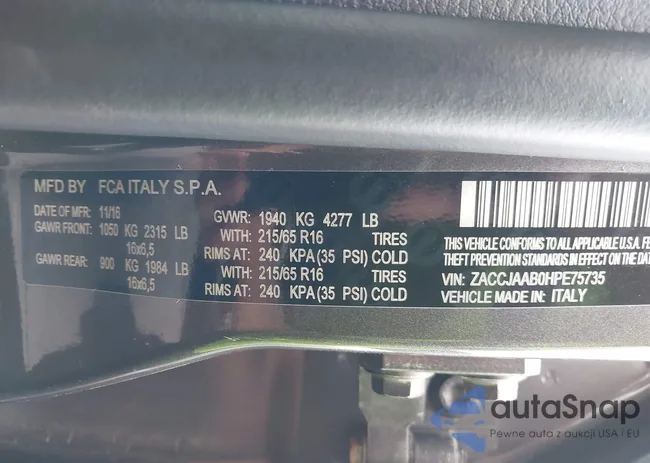 MFD BY FCA ITALY S.P.A.
DATE OF MFR: 11/16 GVWR: 1940 KG 4277 LB
GAWR FRONT: 1050 KG 2315 LB WITH: 215/65 R16 TIRES
16x6,5 RIMS AT: 240 KPA (35 PSI) COLD
GAWR REAR: 900 KG 1984 LB WITH: 215/65 R16 TIRES
16x6,5 RIMS AT: 240 KPA (35 PSI) COLD
THIS VEHICLE CONFORMS TO ALL
THEFT PREVENTION STANDARDS IN EFFECT
VIN: ZACCJAAB0HPE75735
VEHICLE MADE IN: ITALY
autaSnap
Pewne auta z aukcji USA i EU